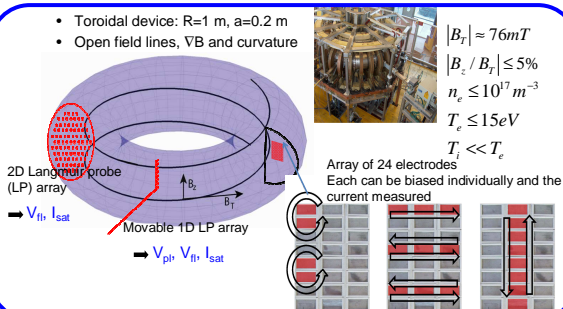 • Toroidal device: R=1 m, a=0.2 m
• Open field lines, ∇B and curvature
|B_T| ≈ 76mT
|B_z / B_T| ≤ 5%
n_e ≤ 10^17 m^-3
T_e ≤ 15eV
T_i << T_e
2D Langmuir probe
(LP) array
➡ V_fl, I_sat
B_z
B_T
Movable 1D LP array
➡ V_pl, V_fl, I_sat
Array of 24 electrodes
Each can be biased individually and the
current measured